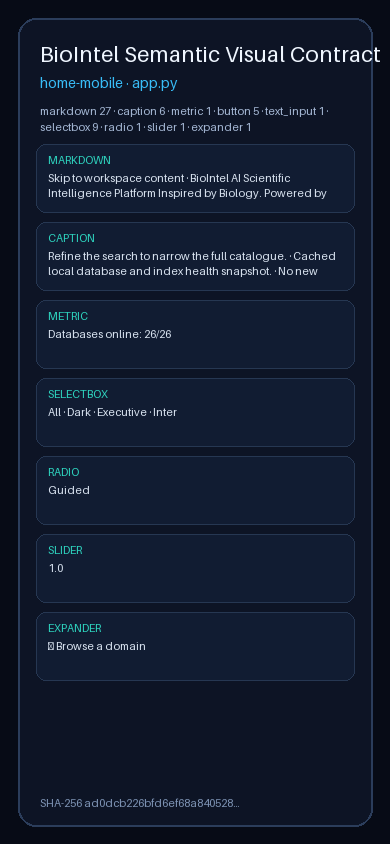 BioIntel Semantic Visual Contract
home-mobile · app.py
markdown 27 · caption 6 · metric 1 · button 5 · text_input 1 ·
selectbox 9 · radio 1 · slider 1 · expander 1
MARKDOWN
Skip to workspace content · BioIntel AI Scientific
Intelligence Platform Inspired by Biology. Powered by
CAPTION
Refine the search to narrow the full catalogue. · Cached
local database and index health snapshot. · No new
METRIC
Databases online: 26/26
SELECTBOX
All · Dark · Executive · Inter
RADIO
Guided
SLIDER
1.0
EXPANDER
Browse a domain
SHA-256 ad0dcb226bfd6ef68a840528…